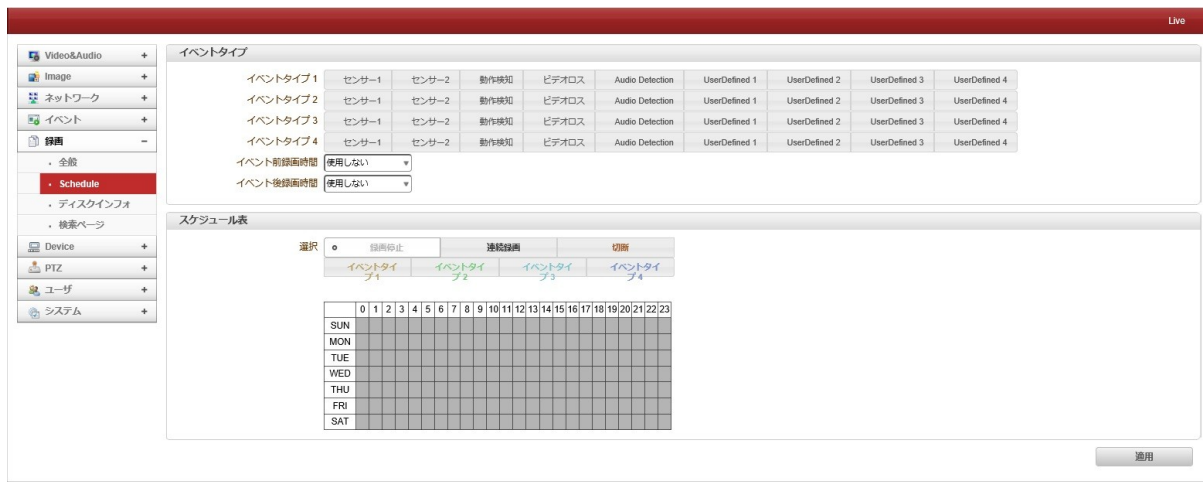 Live
Video&Audio +
Image +
ネットワーク +
イベント +
録画 −
全般
Schedule
ディスクインフォ
検索ページ
Device +
PTZ +
ユーザ +
システム +
イベントタイプ
イベントタイプ 1 センサー1 センサー2 動作検知 ビデオロス Audio Detection UserDefined 1 UserDefined 2 UserDefined 3 UserDefined 4
イベントタイプ 2 センサー1 センサー2 動作検知 ビデオロス Audio Detection UserDefined 1 UserDefined 2 UserDefined 3 UserDefined 4
イベントタイプ 3 センサー1 センサー2 動作検知 ビデオロス Audio Detection UserDefined 1 UserDefined 2 UserDefined 3 UserDefined 4
イベントタイプ 4 センサー1 センサー2 動作検知 ビデオロス Audio Detection UserDefined 1 UserDefined 2 UserDefined 3 UserDefined 4
イベント前録画時間 使用しない
イベント後録画時間 使用しない
スケジュール表
選択 録画停止 連続録画 切断
イベントタイ イベントタイ イベントタイ イベントタイ
プ 1 プ 2 プ 3 プ 4
0 1 2 3 4 5 6 7 8 9 10 11 12 13 14 15 16 17 18 19 20 21 22 23
SUN
MON
TUE
WED
THU
FRI
SAT
適用